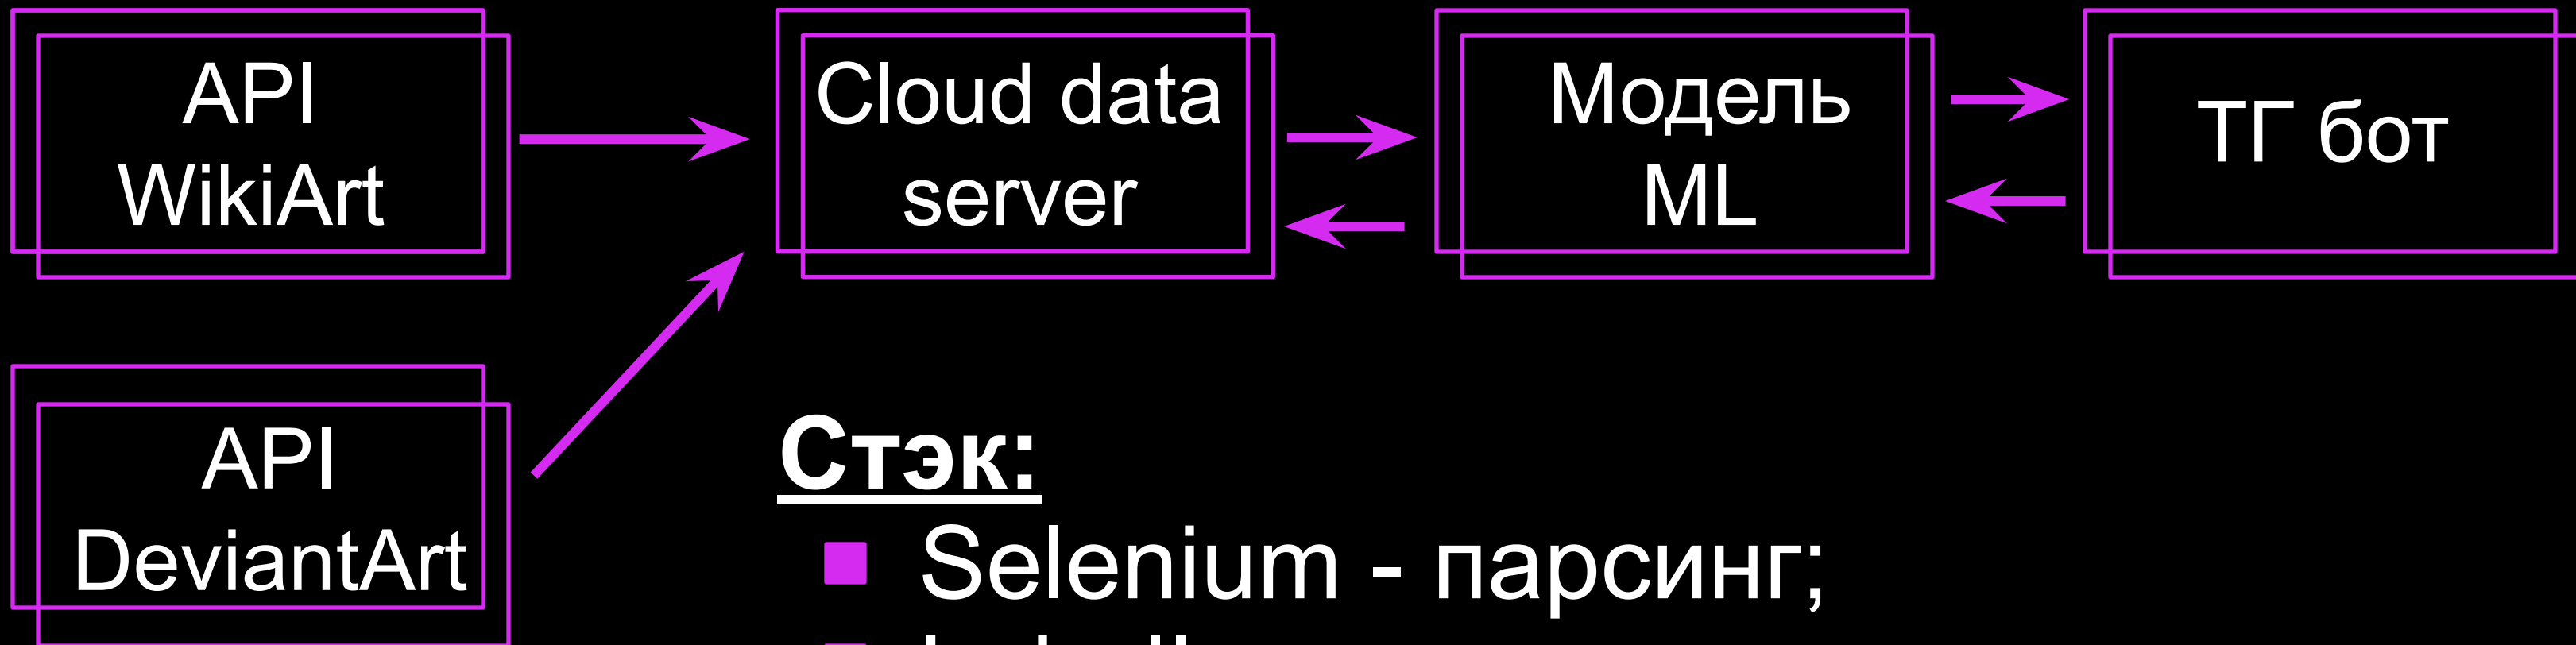 API
WikiArt
Cloud data
server
Модель
ML
ТГ бот
API
DeviantArt
Стэк:
Selenium - парсинг;